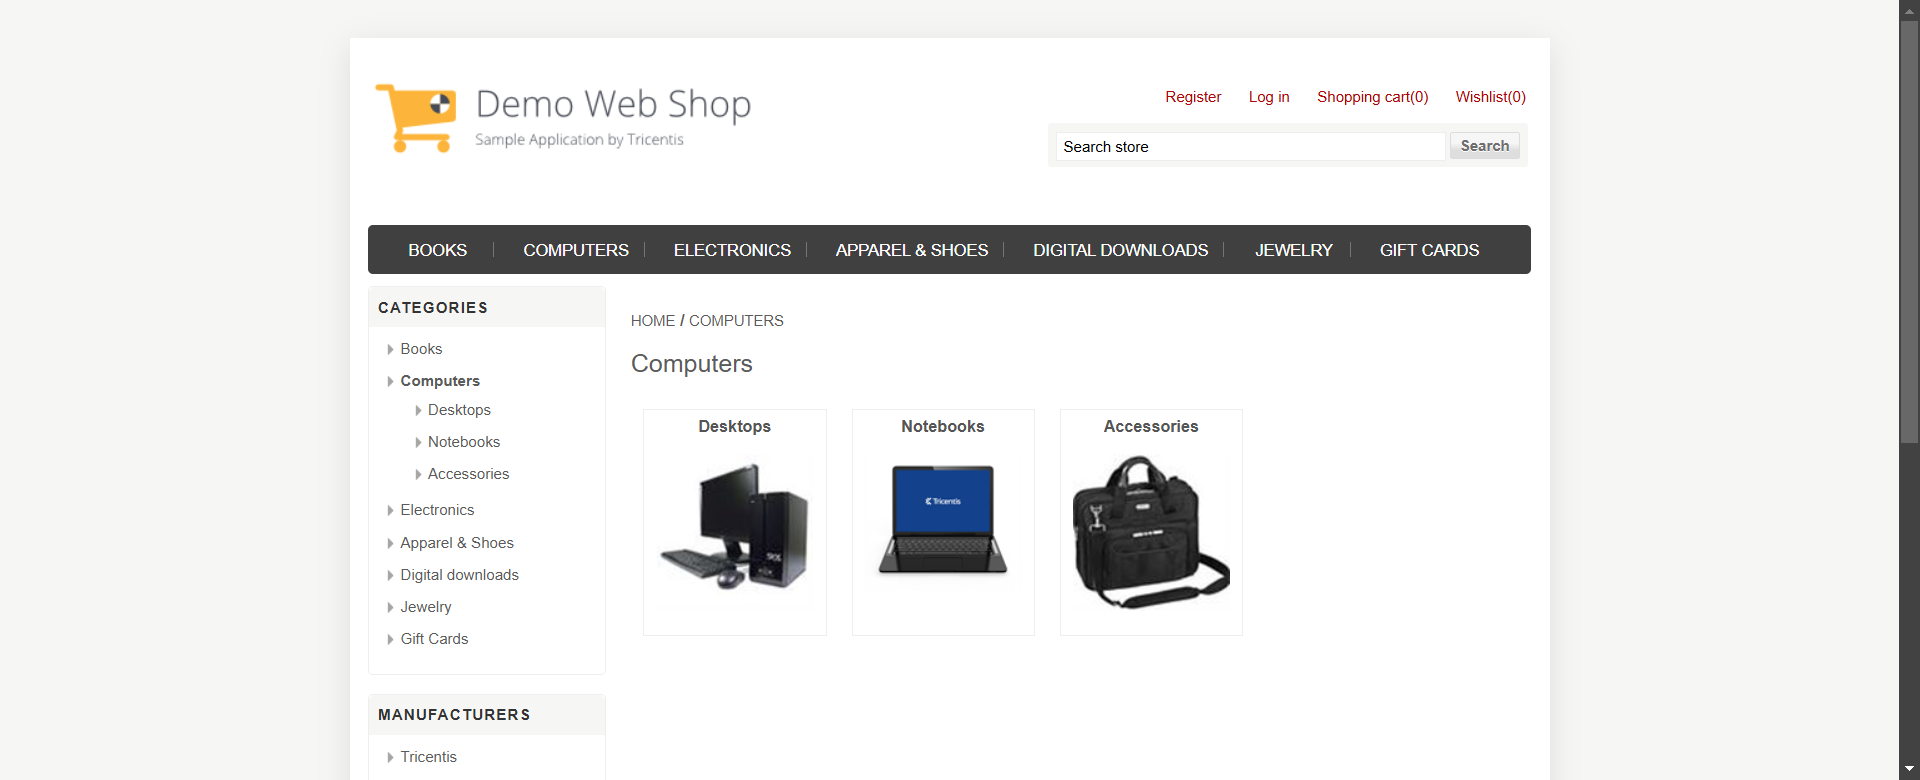 Demo Web Shop
Sample Application by Tricentis
Register Log in Shopping cart(0) Wishlist(0)
Search store Search
BOOKS COMPUTERS ELECTRONICS APPAREL & SHOES DIGITAL DOWNLOADS JEWELRY GIFT CARDS
CATEGORIES
Books
Computers
Desktops
Notebooks
Accessories
Electronics
Apparel & Shoes
Digital downloads
Jewelry
Gift Cards
MANUFACTURERS
Tricentis
HOME / COMPUTERS
Computers
Desktops
Notebooks
Tricentis
Accessories